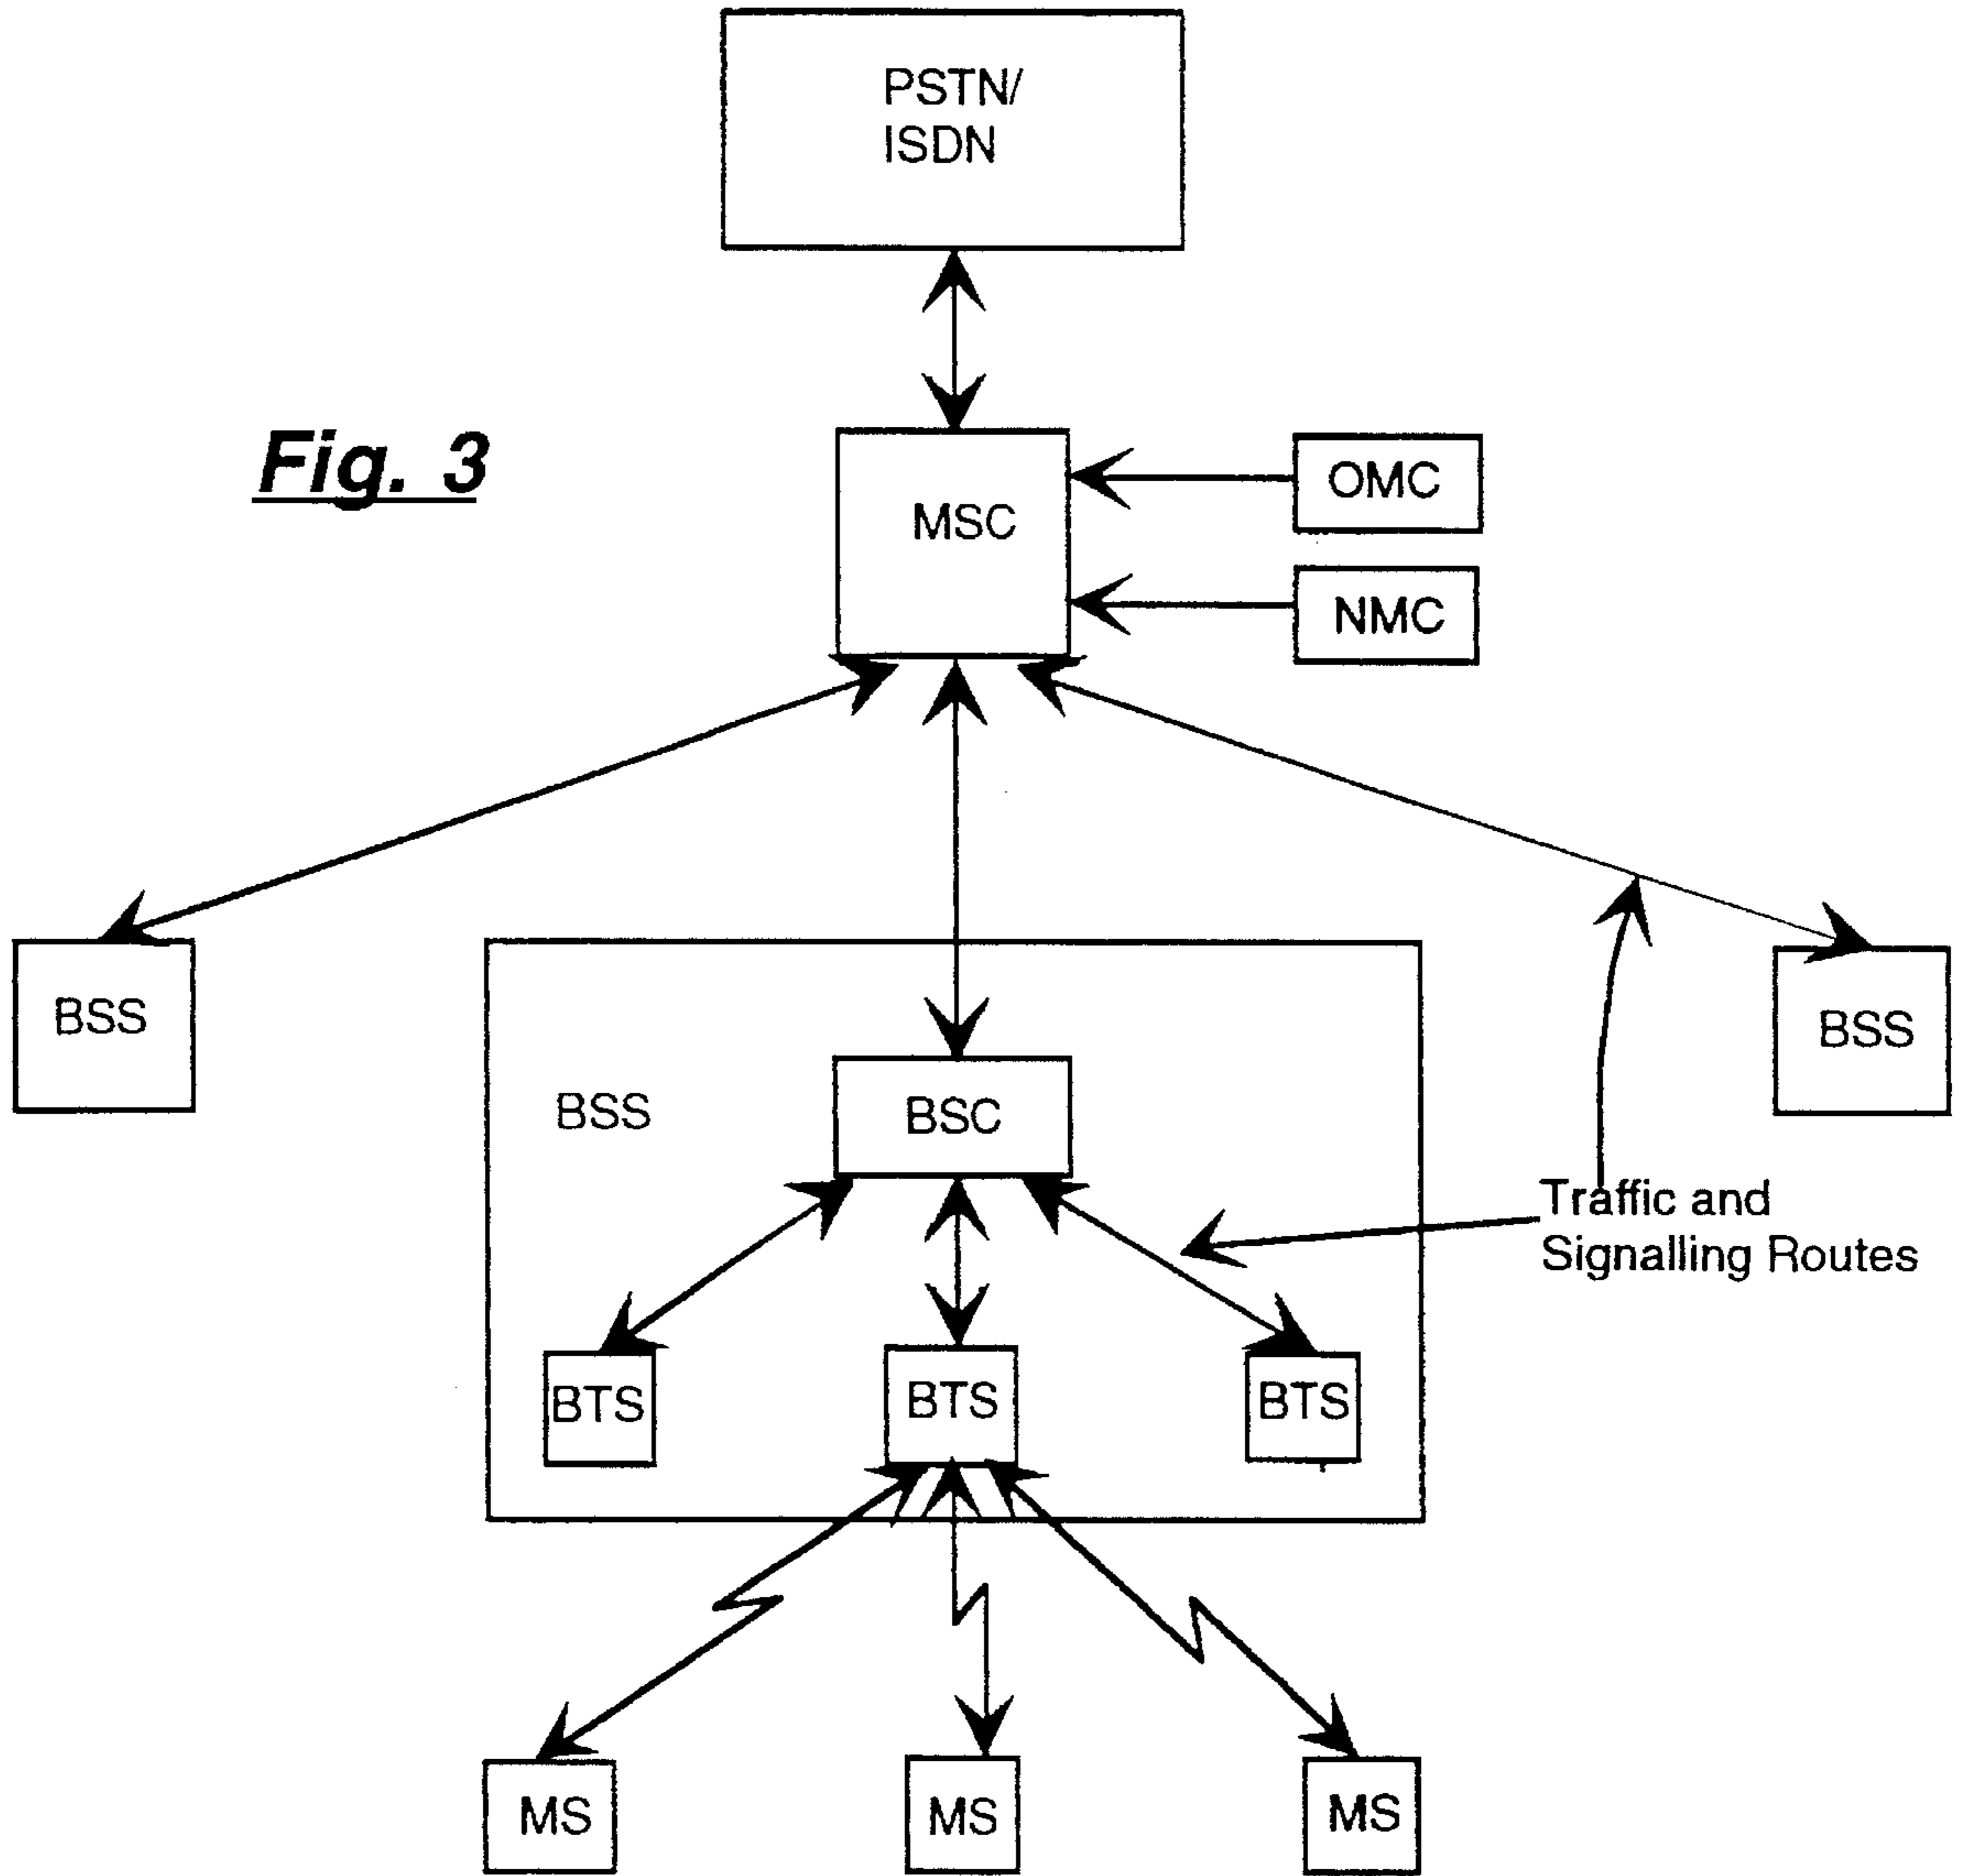 PSTN/
ISDN
Fig. 3
MSC
OMC
NMC
BSS
BSS
BSS
BSC
Traffic and
Signalling Routes
BTS
BTS
BTS
MS
MS
MS